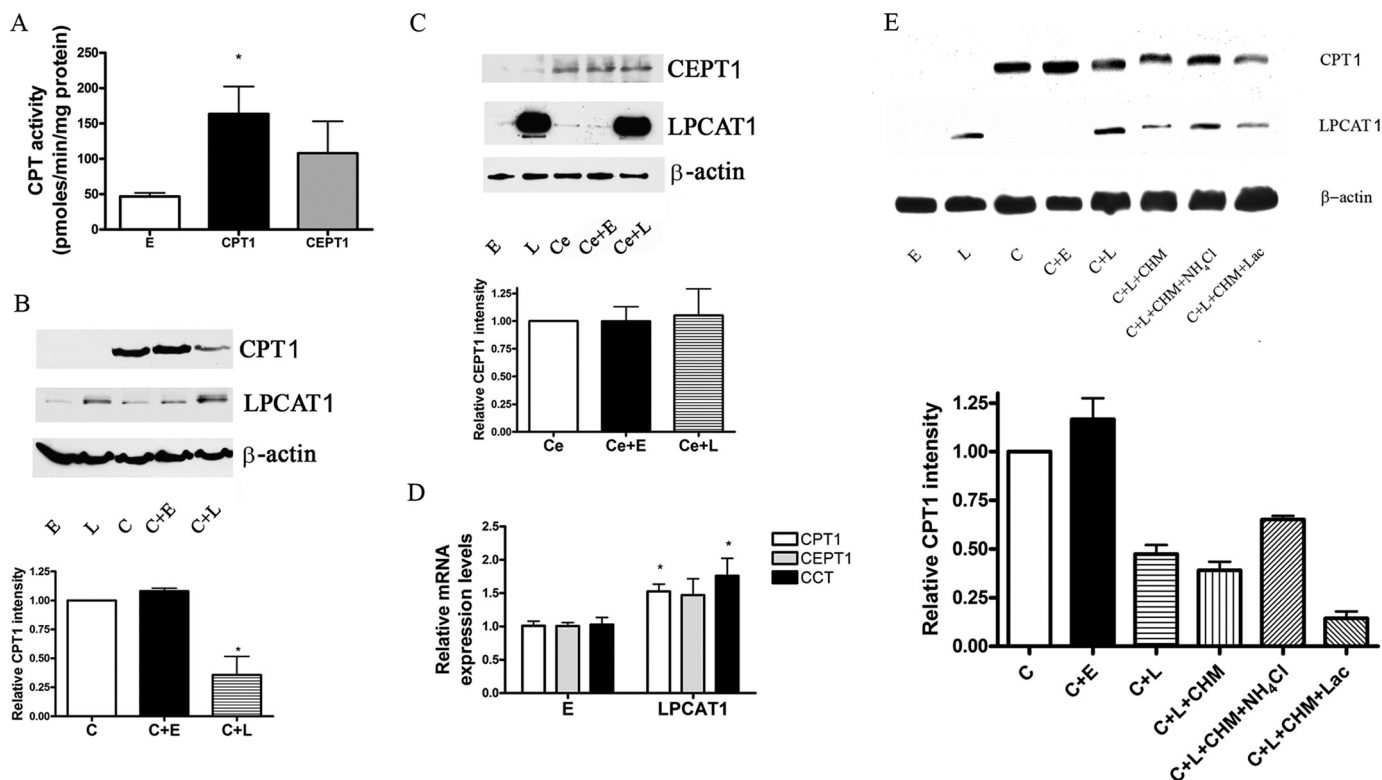 A
CPT activity
(pmoles/min/mg protein)
250
200
150
100
50
0
*
E
CPT1
CEPT1
B
CPT1
LPCAT1
β-actin
E
L
C
C+E
C+L
Relative CPT1 intensity
1.25
1.00
0.75
0.50
0.25
0.00
*
C
C+E
C+L
C
CEPT1
LPCAT1
β-actin
E
L
Ce
Ce+E
Ce+L
Relative CEPT1 intensity
1.25
1.00
0.75
0.50
0.25
0.00
Ce
Ce+E
Ce+L
D
Relative mRNA
expression levels
2.5
2.0
1.5
1.0
0.5
0.0
*
*
CPT1
CEPT1
CCT
E
LPCAT1
E
CPT1
LPCAT1
β-actin
E
L
C
C+E
C+L
C+L+CHM
C+L+CHM+NH₄Cl
C+L+CHM+Lac
Relative CPT1 intensity
1.25
1.00
0.75
0.50
0.25
0.00
C
C+E
C+L
C+L+CHM
C+L+CHM+NH₄Cl
C+L+CHM+Lac